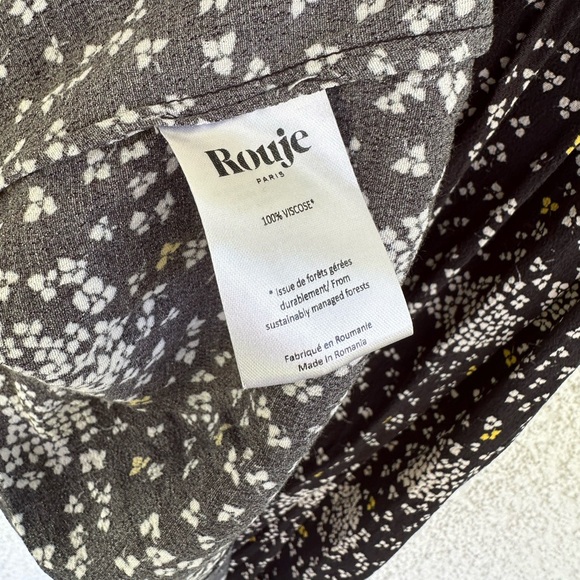 Rouje
PARIS
100% VISCOSE*
* Issue de forêts gérées
durablement/ From
sustainably managed forests
Fabriqué en Roumanie
Made in Romania